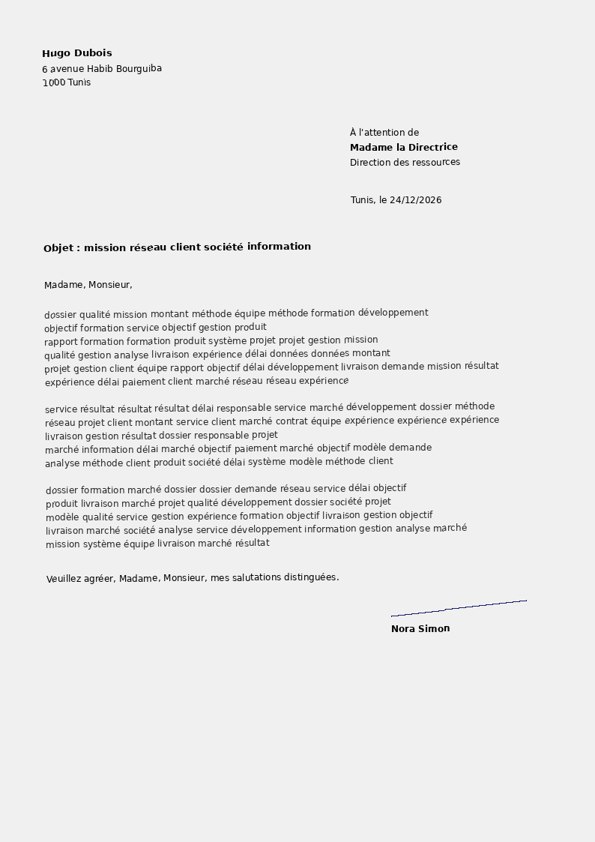 Hugo Dubois
6 avenue Habib Bourguiba
1000 Tunis
À l'attention de
Madame la Directrice
Direction des ressources
Tunis, le 24/12/2026
Objet : mission réseau client société information
Madame, Monsieur,
dossier qualité mission montant méthode équipe méthode formation développement
objectif formation service objectif gestion produit
rapport formation formation produit système projet projet gestion mission
qualité gestion analyse livraison expérience délai données données montant
projet gestion client équipe rapport objectif délai développement livraison demande mission résultat
expérience délai paiement client marché réseau réseau expérience
service résultat résultat résultat délai responsable service marché développement dossier méthode
réseau projet client montant service client marché contrat équipe expérience expérience expérience
livraison gestion résultat dossier responsable projet
marché information délai marché objectif paiement marché objectif modèle demande
analyse méthode client produit société délai système modèle méthode client
dossier formation marché dossier dossier demande réseau service délai objectif
produit livraison marché projet qualité développement dossier société projet
modèle qualité service gestion expérience formation objectif livraison gestion objectif
livraison marché société analyse service développement information gestion analyse marché
mission système équipe livraison marché résultat
Veuillez agréer, Madame, Monsieur, mes salutations distinguées.
Nora Simon